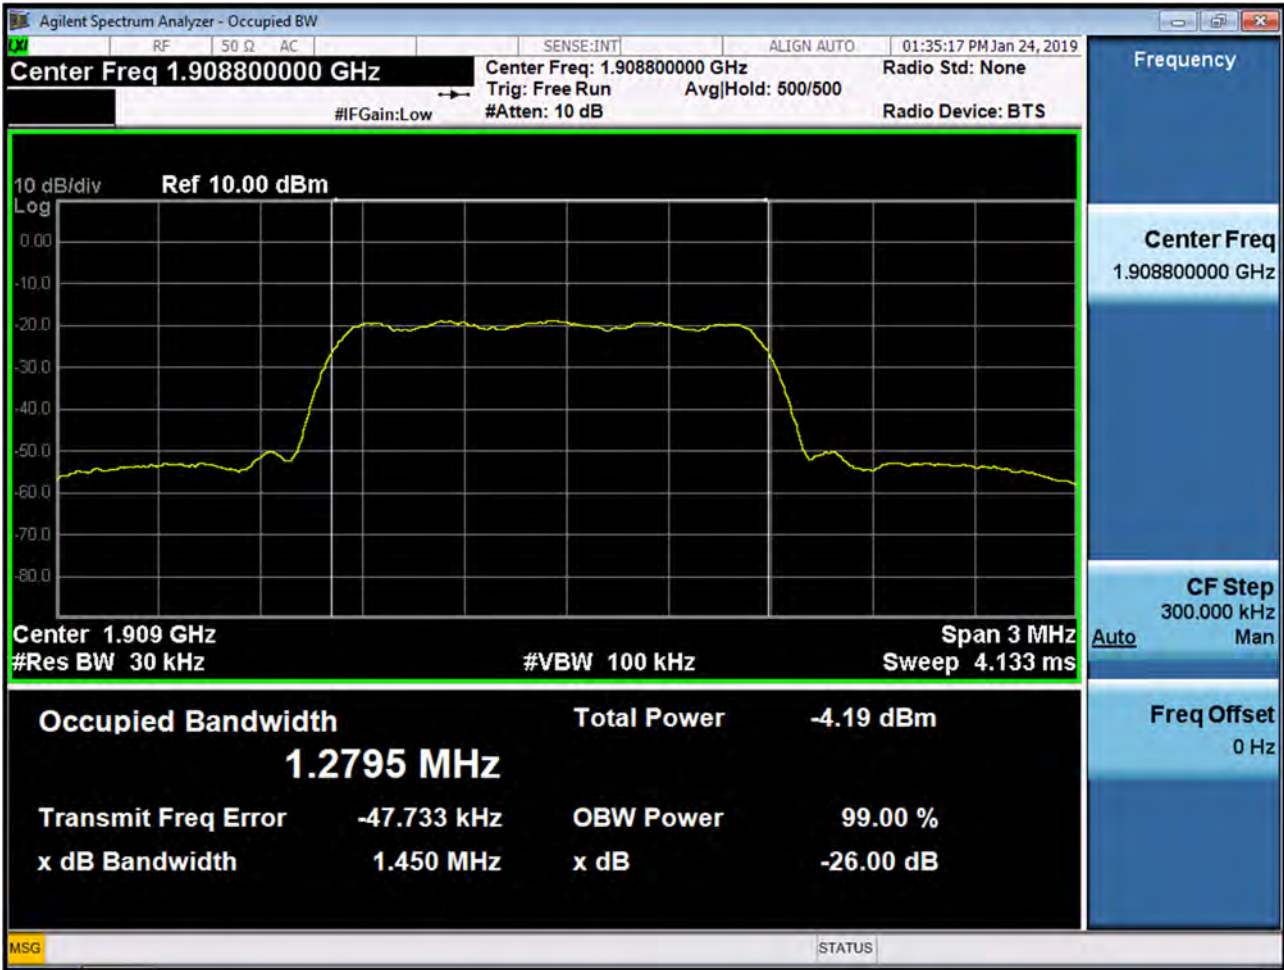 Agilent Spectrum Analyzer - Occupied BW
LXI RF 50 Ω AC SENSE:INT ALIGN AUTO 01:35:17 PM Jan 24, 2019
Center Freq 1.908800000 GHz
Center Freq: 1.908800000 GHz
Radio Std: None
Trig: Free Run Avg|Hold: 500/500
#IFGain:Low
#Atten: 10 dB
Radio Device: BTS
10 dB/div Ref 10.00 dBm
Log
0.00
-10.0
-20.0
-30.0
-40.0
-50.0
-60.0
-70.0
-80.0
Center 1.909 GHz Span 3 MHz
#Res BW 30 kHz #VBW 100 kHz Sweep 4.133 ms
Occupied Bandwidth Total Power -4.19 dBm
1.2795 MHz
Transmit Freq Error -47.733 kHz OBW Power 99.00 %
x dB Bandwidth 1.450 MHz x dB -26.00 dB
Frequency
Center Freq
1.908800000 GHz
CF Step
300.000 kHz
Auto Man
Freq Offset
0 Hz
MSG STATUS